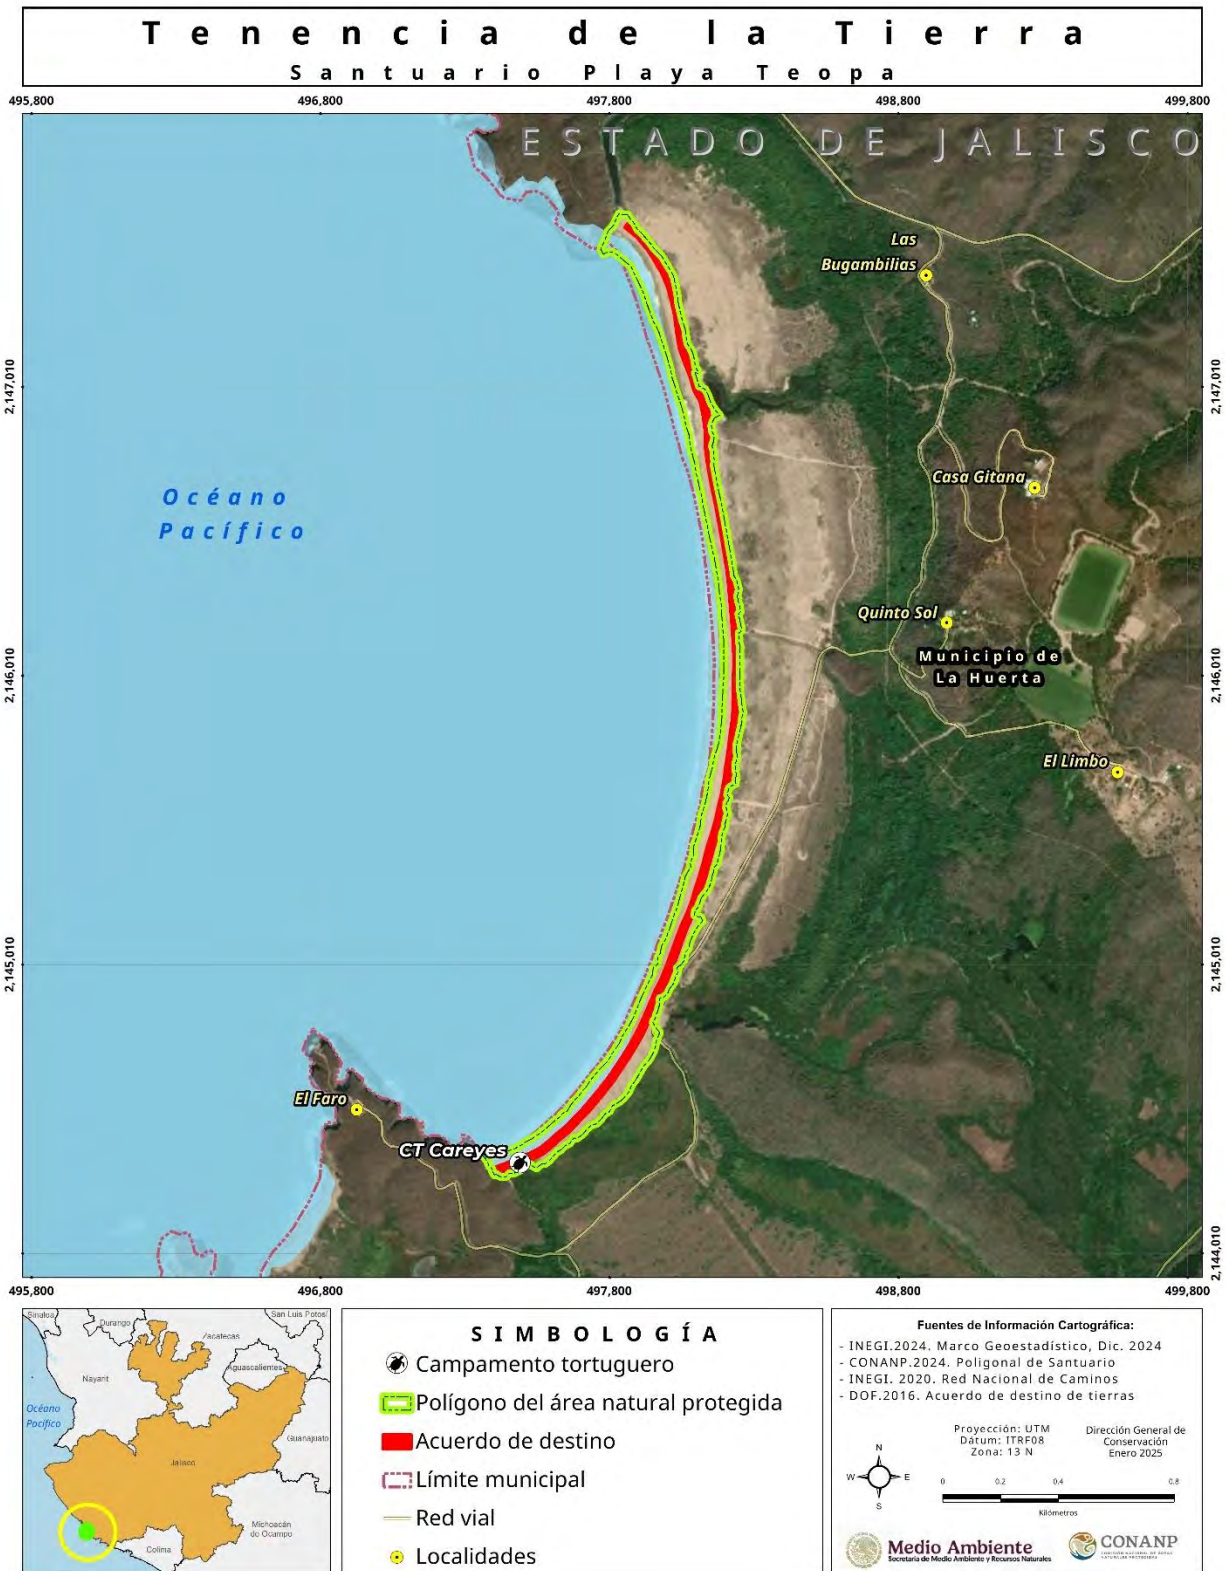 Tenencia de la Tierra
Santuario Playa Teopa
495,800
496,800
497,800
498,800
499,800
ESTADO DE JALISCO
Las
Bugambilias
2,147,010
2,147,010
Casa Gitana
Océano
Pacífico
Quinto Sol
Municipio de
La Huerta
2,146,010
2,146,010
El Limbo
2,145,010
2,145,010
El Faro
CT Careyes
2,144,010
495,800
496,800
497,800
498,800
499,800
Sinaloa
Durango
Zacatecas
San Luis Potosí
Nayarit
Aguascalientes
Océano
Pacífico
Guanajuato
Jalisco
Michoacán
de Ocampo
Colima
SIMBOLOGÍA
Campamento tortuguero
Polígono del área natural protegida
Acuerdo de destino
Límite municipal
Red vial
Localidades
Fuentes de Información Cartográfica:
- INEGI.2024. Marco Geoestadístico, Dic. 2024
- CONANP.2024. Poligonal de Santuario
- INEGI. 2020. Red Nacional de Caminos
- DOF.2016. Acuerdo de destino de tierras
Proyección: UTM
Dátum: ITRF08
Zona: 13 N
Dirección General de
Conservación
Enero 2025
N
W
E
S
0
0.2
0.4
0.8
Kilómetros
Medio Ambiente
Secretaría de Medio Ambiente y Recursos Naturales
CONANP
COMISIÓN NACIONAL DE ÁREAS
NATURALES PROTEGIDAS